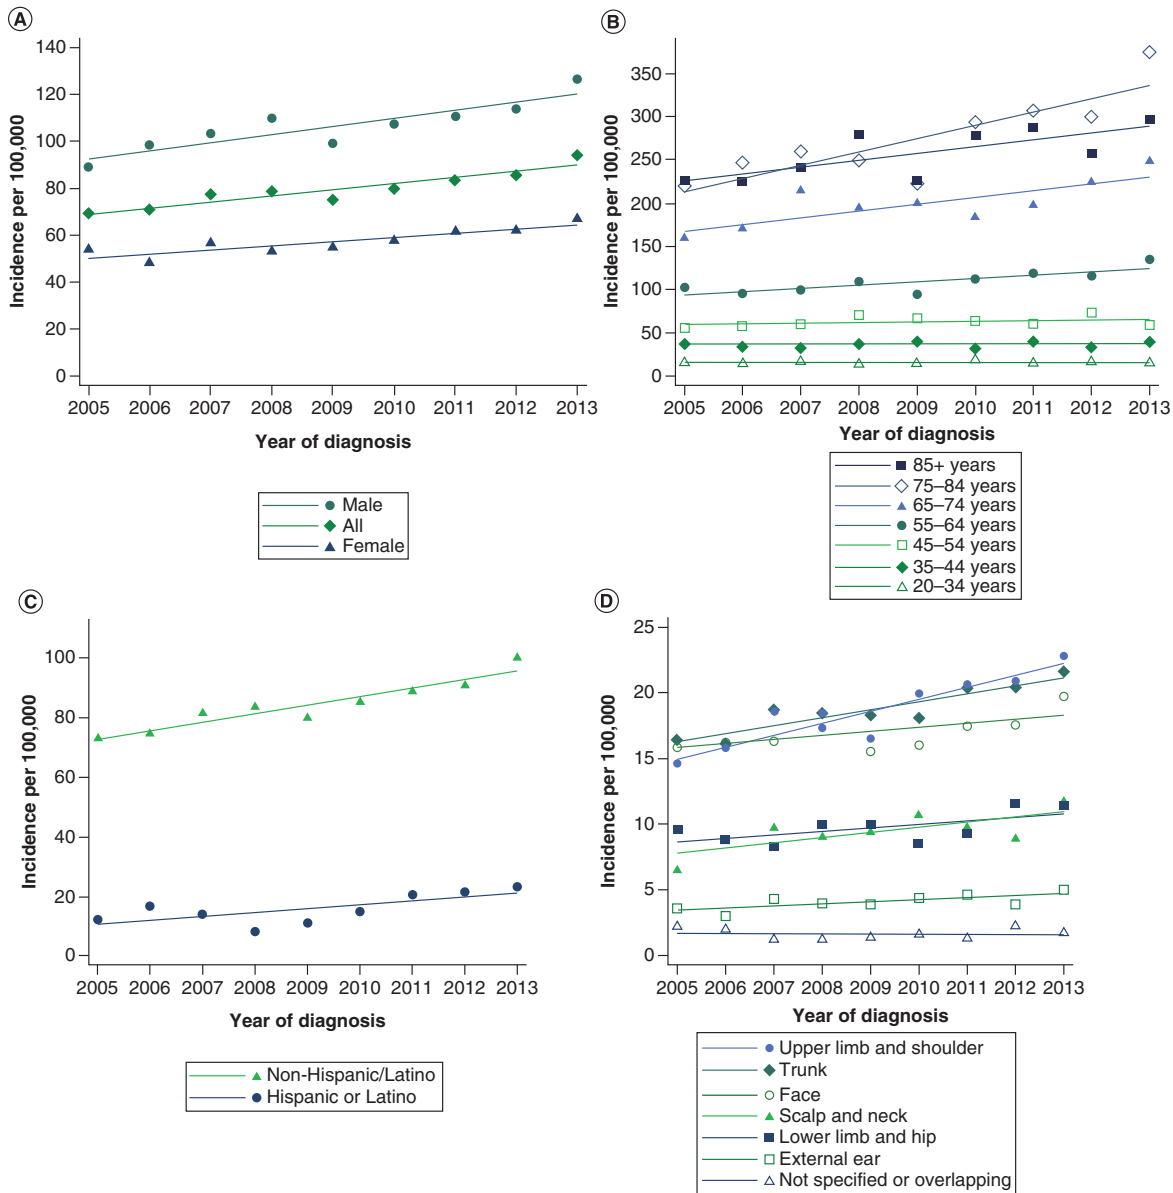 A
Incidence per 100,000
140
120
100
80
60
40
20
0
2005 2006 2007 2008 2009 2010 2011 2012 2013
Year of diagnosis
Male
All
Female
B
Incidence per 100,000
350
300
250
200
150
100
50
0
2005 2006 2007 2008 2009 2010 2011 2012 2013
Year of diagnosis
85+ years
75–84 years
65–74 years
55–64 years
45–54 years
35–44 years
20–34 years
C
Incidence per 100,000
100
80
60
40
20
0
2005 2006 2007 2008 2009 2010 2011 2012 2013
Year of diagnosis
Non-Hispanic/Latino
Hispanic or Latino
D
Incidence per 100,000
25
20
15
10
5
0
2005 2006 2007 2008 2009 2010 2011 2012 2013
Year of diagnosis
Upper limb and shoulder
Trunk
Face
Scalp and neck
Lower limb and hip
External ear
Not specified or overlapping